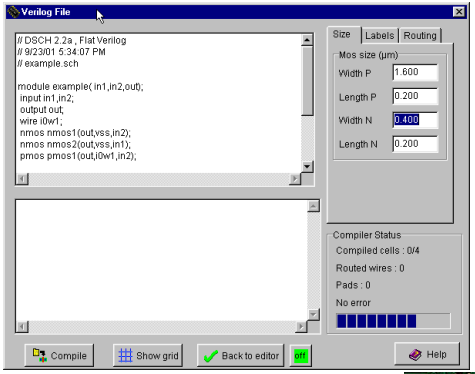 Verilog File
// DSCH 2.2a , Flat Verilog
// 9/23/01 5:34:07 PM
// example.sch
module example( in1,in2,out);
input in1,in2;
output out;
wire i0w1;
nmos nmos1(out,vss,in2);
nmos nmos2(out,vss,in1);
pmos pmos1(out,i0w1,in2);
Size Labels Routing
Mos size (µm)
Width P 1.600
Length P 0.200
Width N 0.400
Length N 0.200
Compiler Status
Compiled cells : 0/4
Routed wires : 0
Pads : 0
No error
Compile Show grid Back to editor off Help